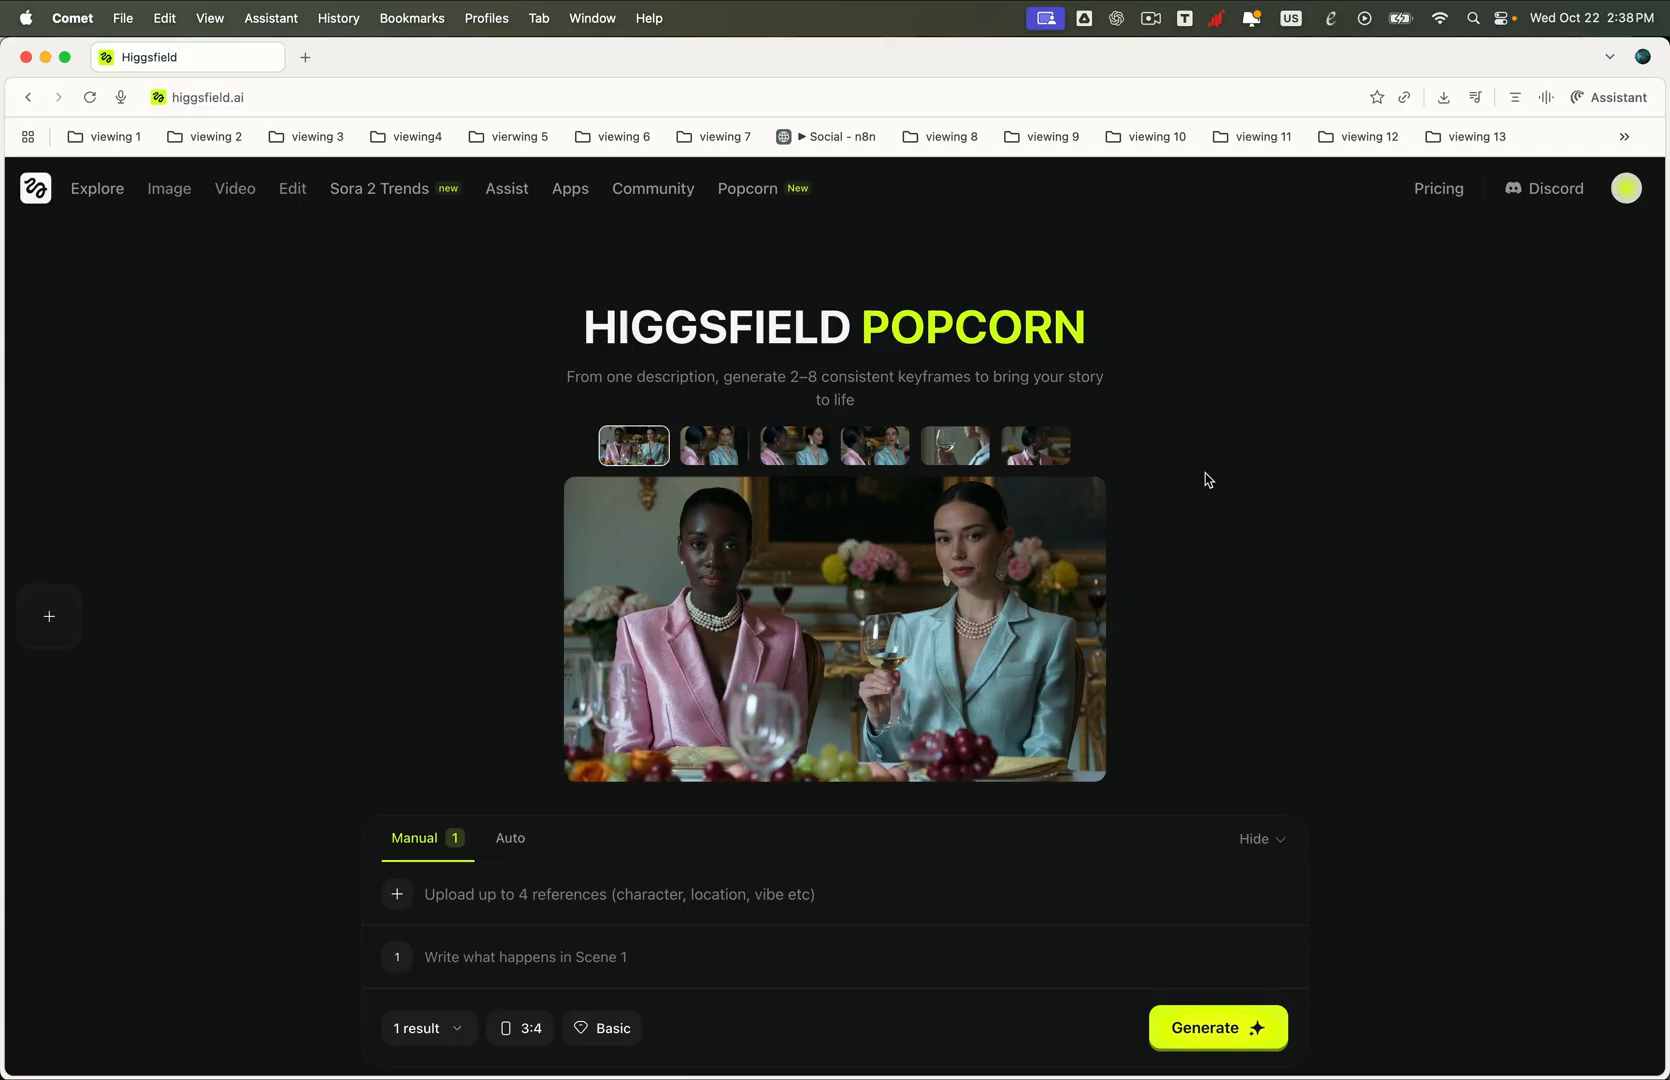 Comet File Edit View Assistant History Bookmarks Profiles Tab Window Help US Wed Oct 22 2:38 PM
Higgsfield
higgsfield.ai Assistant
viewing 1 viewing 2 viewing 3 viewing4 vierwing 5 viewing 6 viewing 7 ► Social - n8n viewing 8 viewing 9 viewing 10 viewing 11 viewing 12 viewing 13
Explore Image Video Edit Sora 2 Trends new Assist Apps Community Popcorn New Pricing Discord
HIGGSFIELD POPCORN
From one description, generate 2–8 consistent keyframes to bring your story
to life
Manual 1 Auto Hide
Upload up to 4 references (character, location, vibe etc)
1 Write what happens in Scene 1
1 result 3:4 Basic Generate